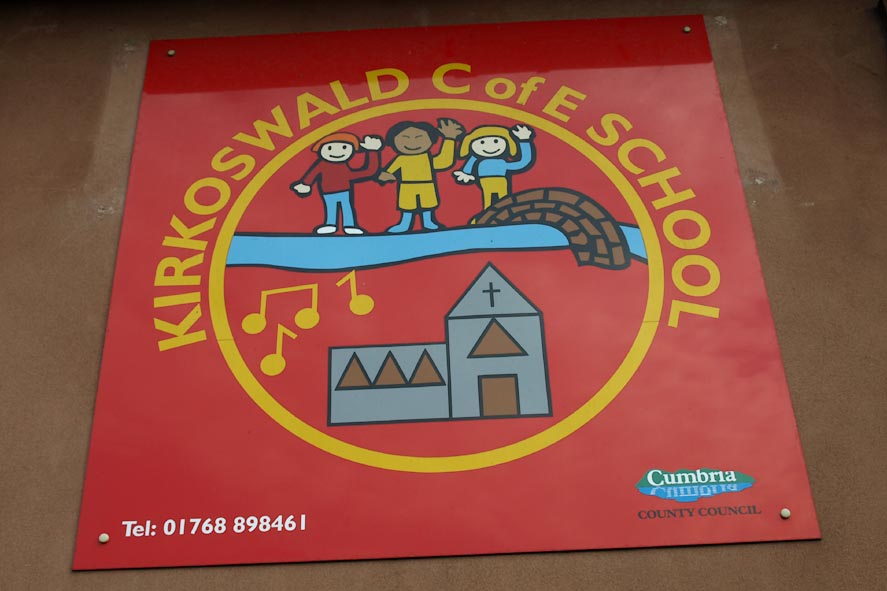 KIRKOSWALD C of E SCHOOL
Tel: 01768 898461
Cumbria
COUNTY COUNCIL